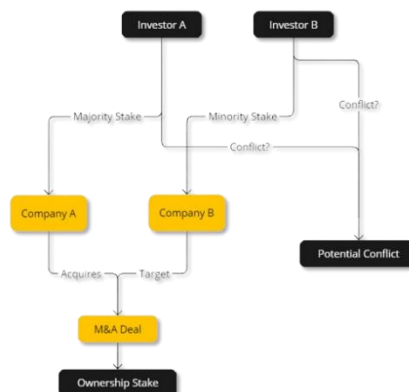 Investor A
Investor B
Conflict?
Majority Stake
Minority Stake
Conflict?
Company A
Company B
Potential Conflict
Acquires
Target
M&A Deal
Ownership Stake